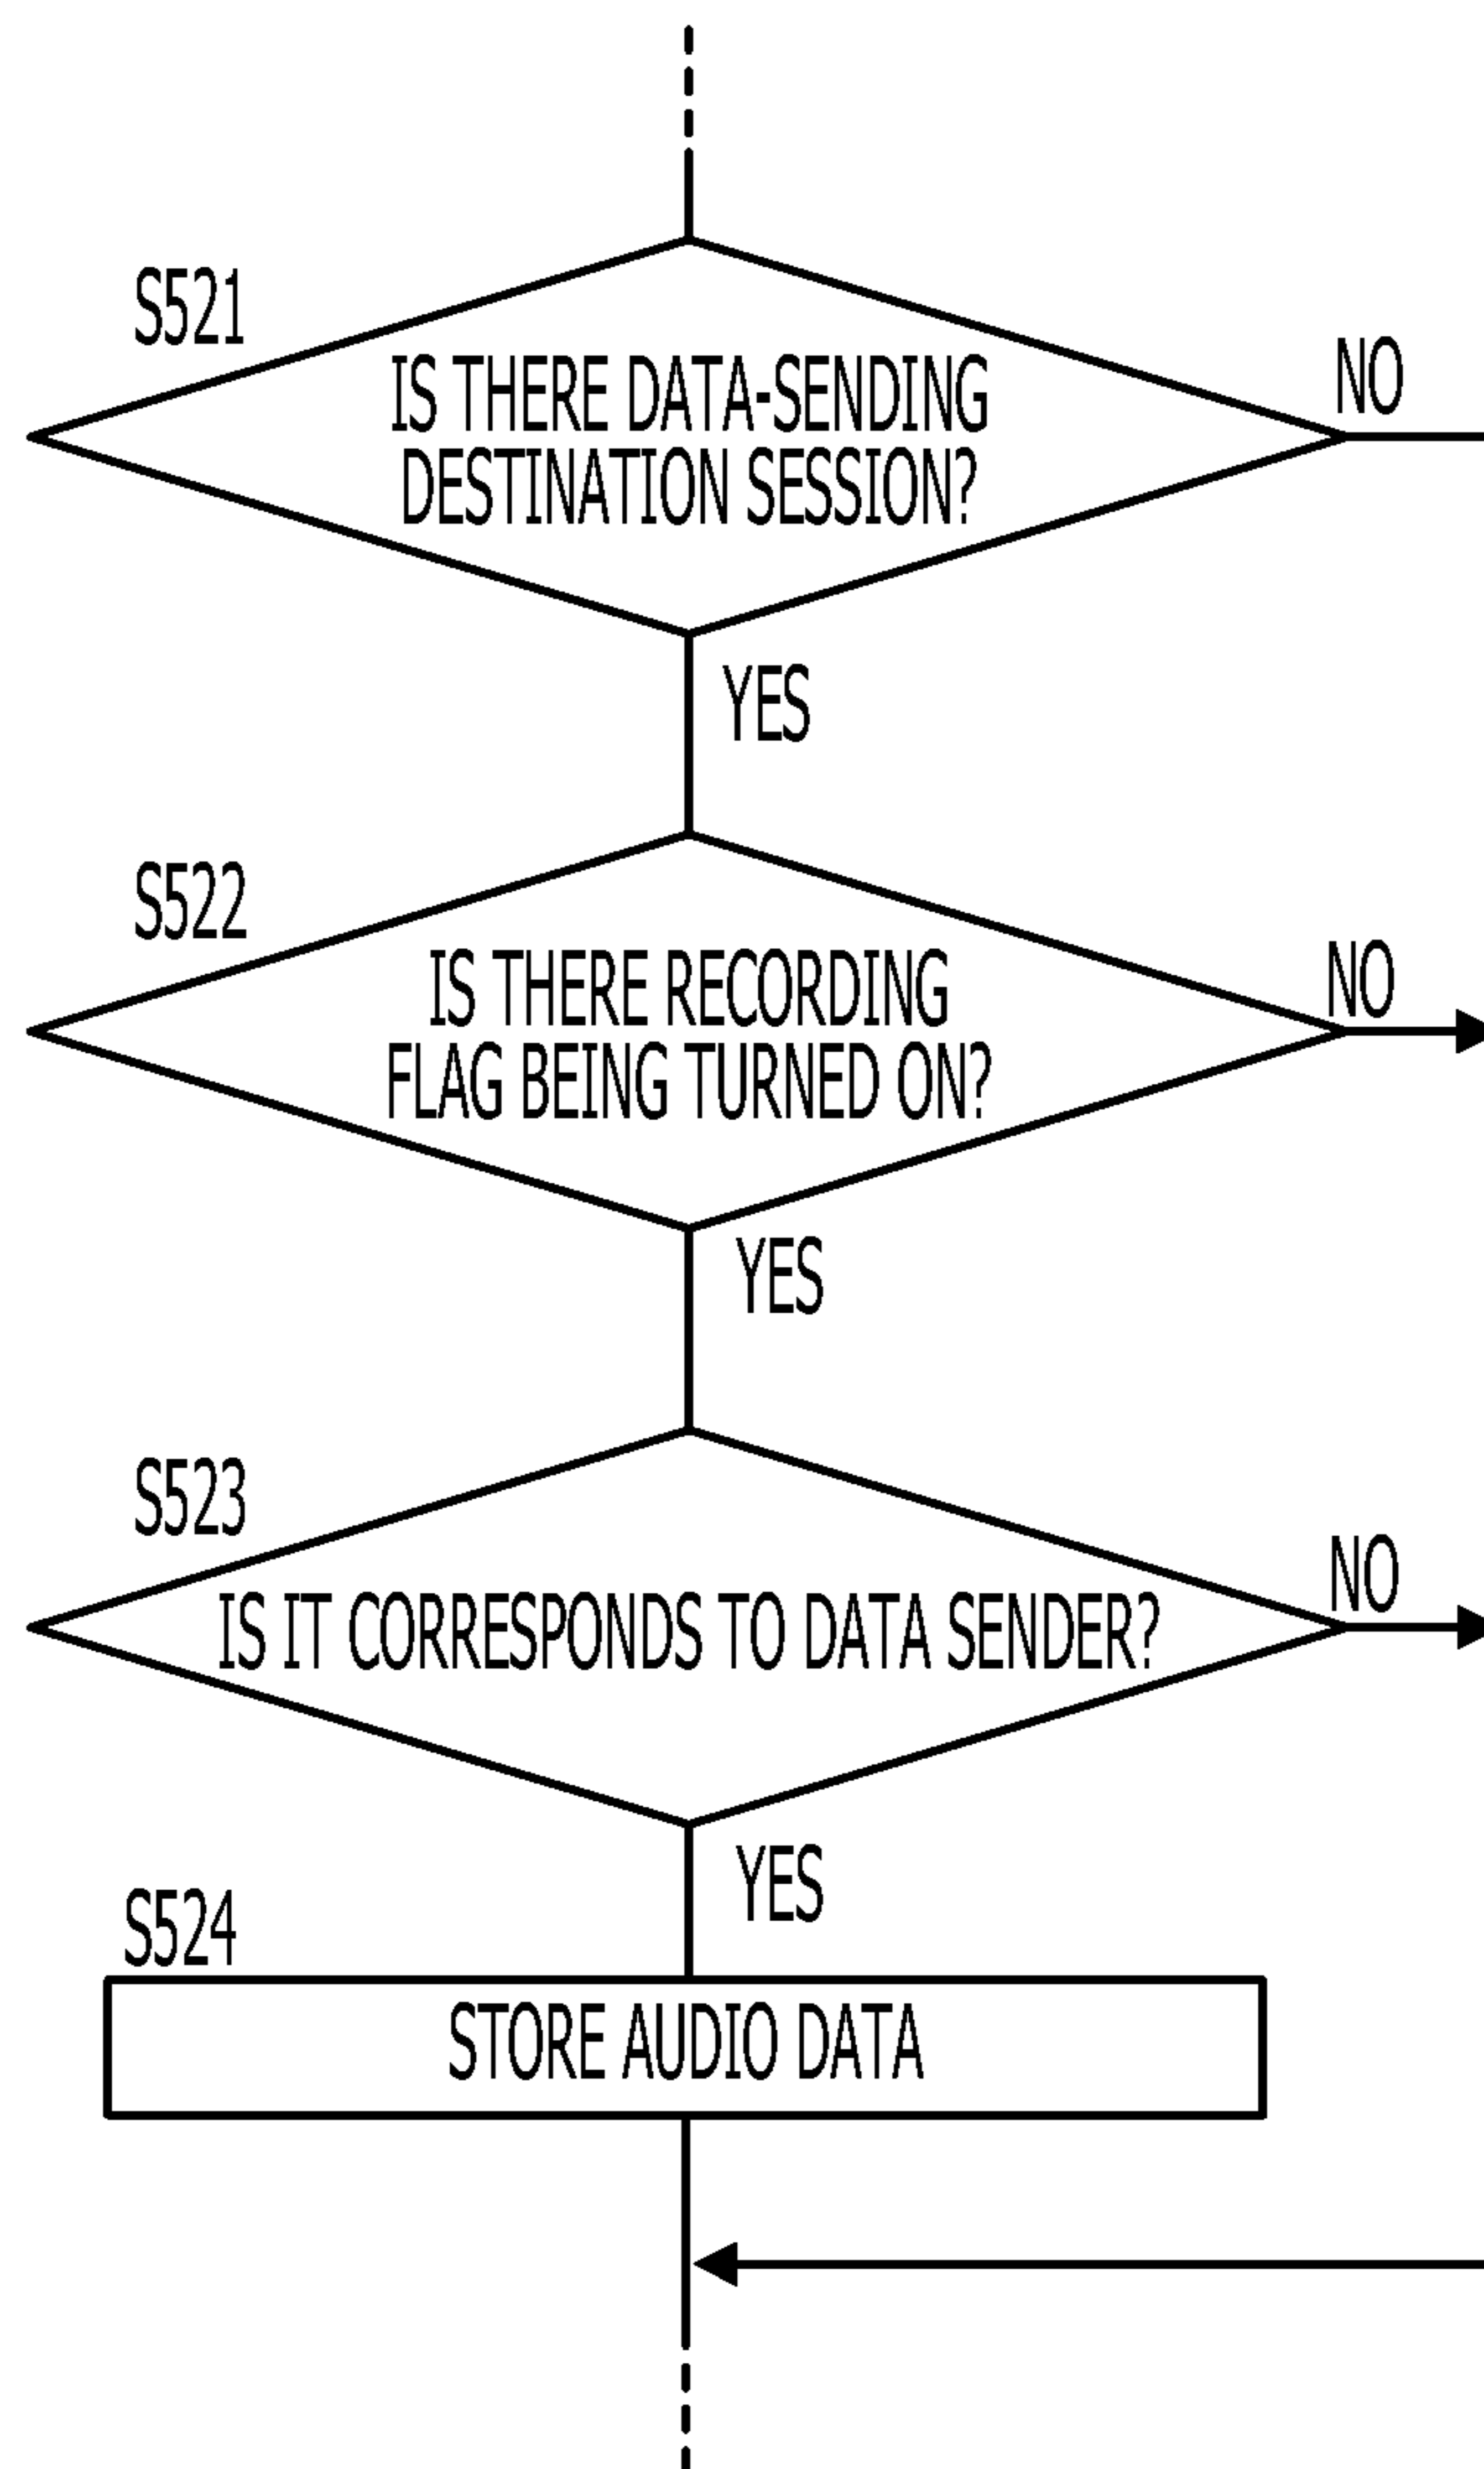 S521
IS THERE DATA-SENDING
DESTINATION SESSION?
NO
YES
S522
IS THERE RECORDING
FLAG BEING TURNED ON?
NO
YES
S523
IS IT CORRESPONDS TO DATA SENDER?
NO
YES
S524
STORE AUDIO DATA